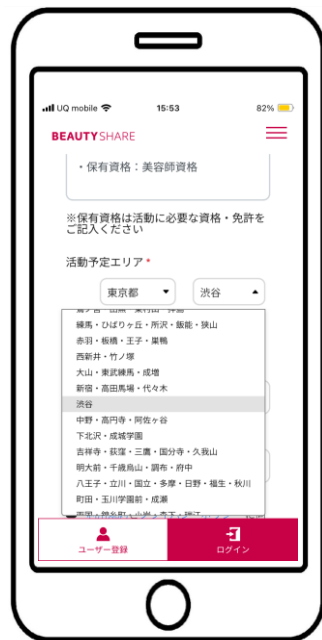 UQ mobile 15:53 82%
BEAUTYSHARE
・保有資格：美容師資格
※保有資格は活動に必要な資格・免許を
ご記入ください
活動予定エリア*
東京都 渋谷
練馬・ひばりヶ丘・所沢・飯能・狭山
赤羽・板橋・王子・巣鴨
西新井・竹ノ塚
大山・東武練馬・成増
新宿・高田馬場・代々木
渋谷
中野・高円寺・阿佐ヶ谷
下北沢・成城学園
吉祥寺・荻窪・三鷹・国分寺・久我山
明大前・千歳烏山・調布・府中
八王子・立川・国立・多摩・日野・福生・秋川
町田・玉川学園前・成瀬
ユーザー登録 ログイン